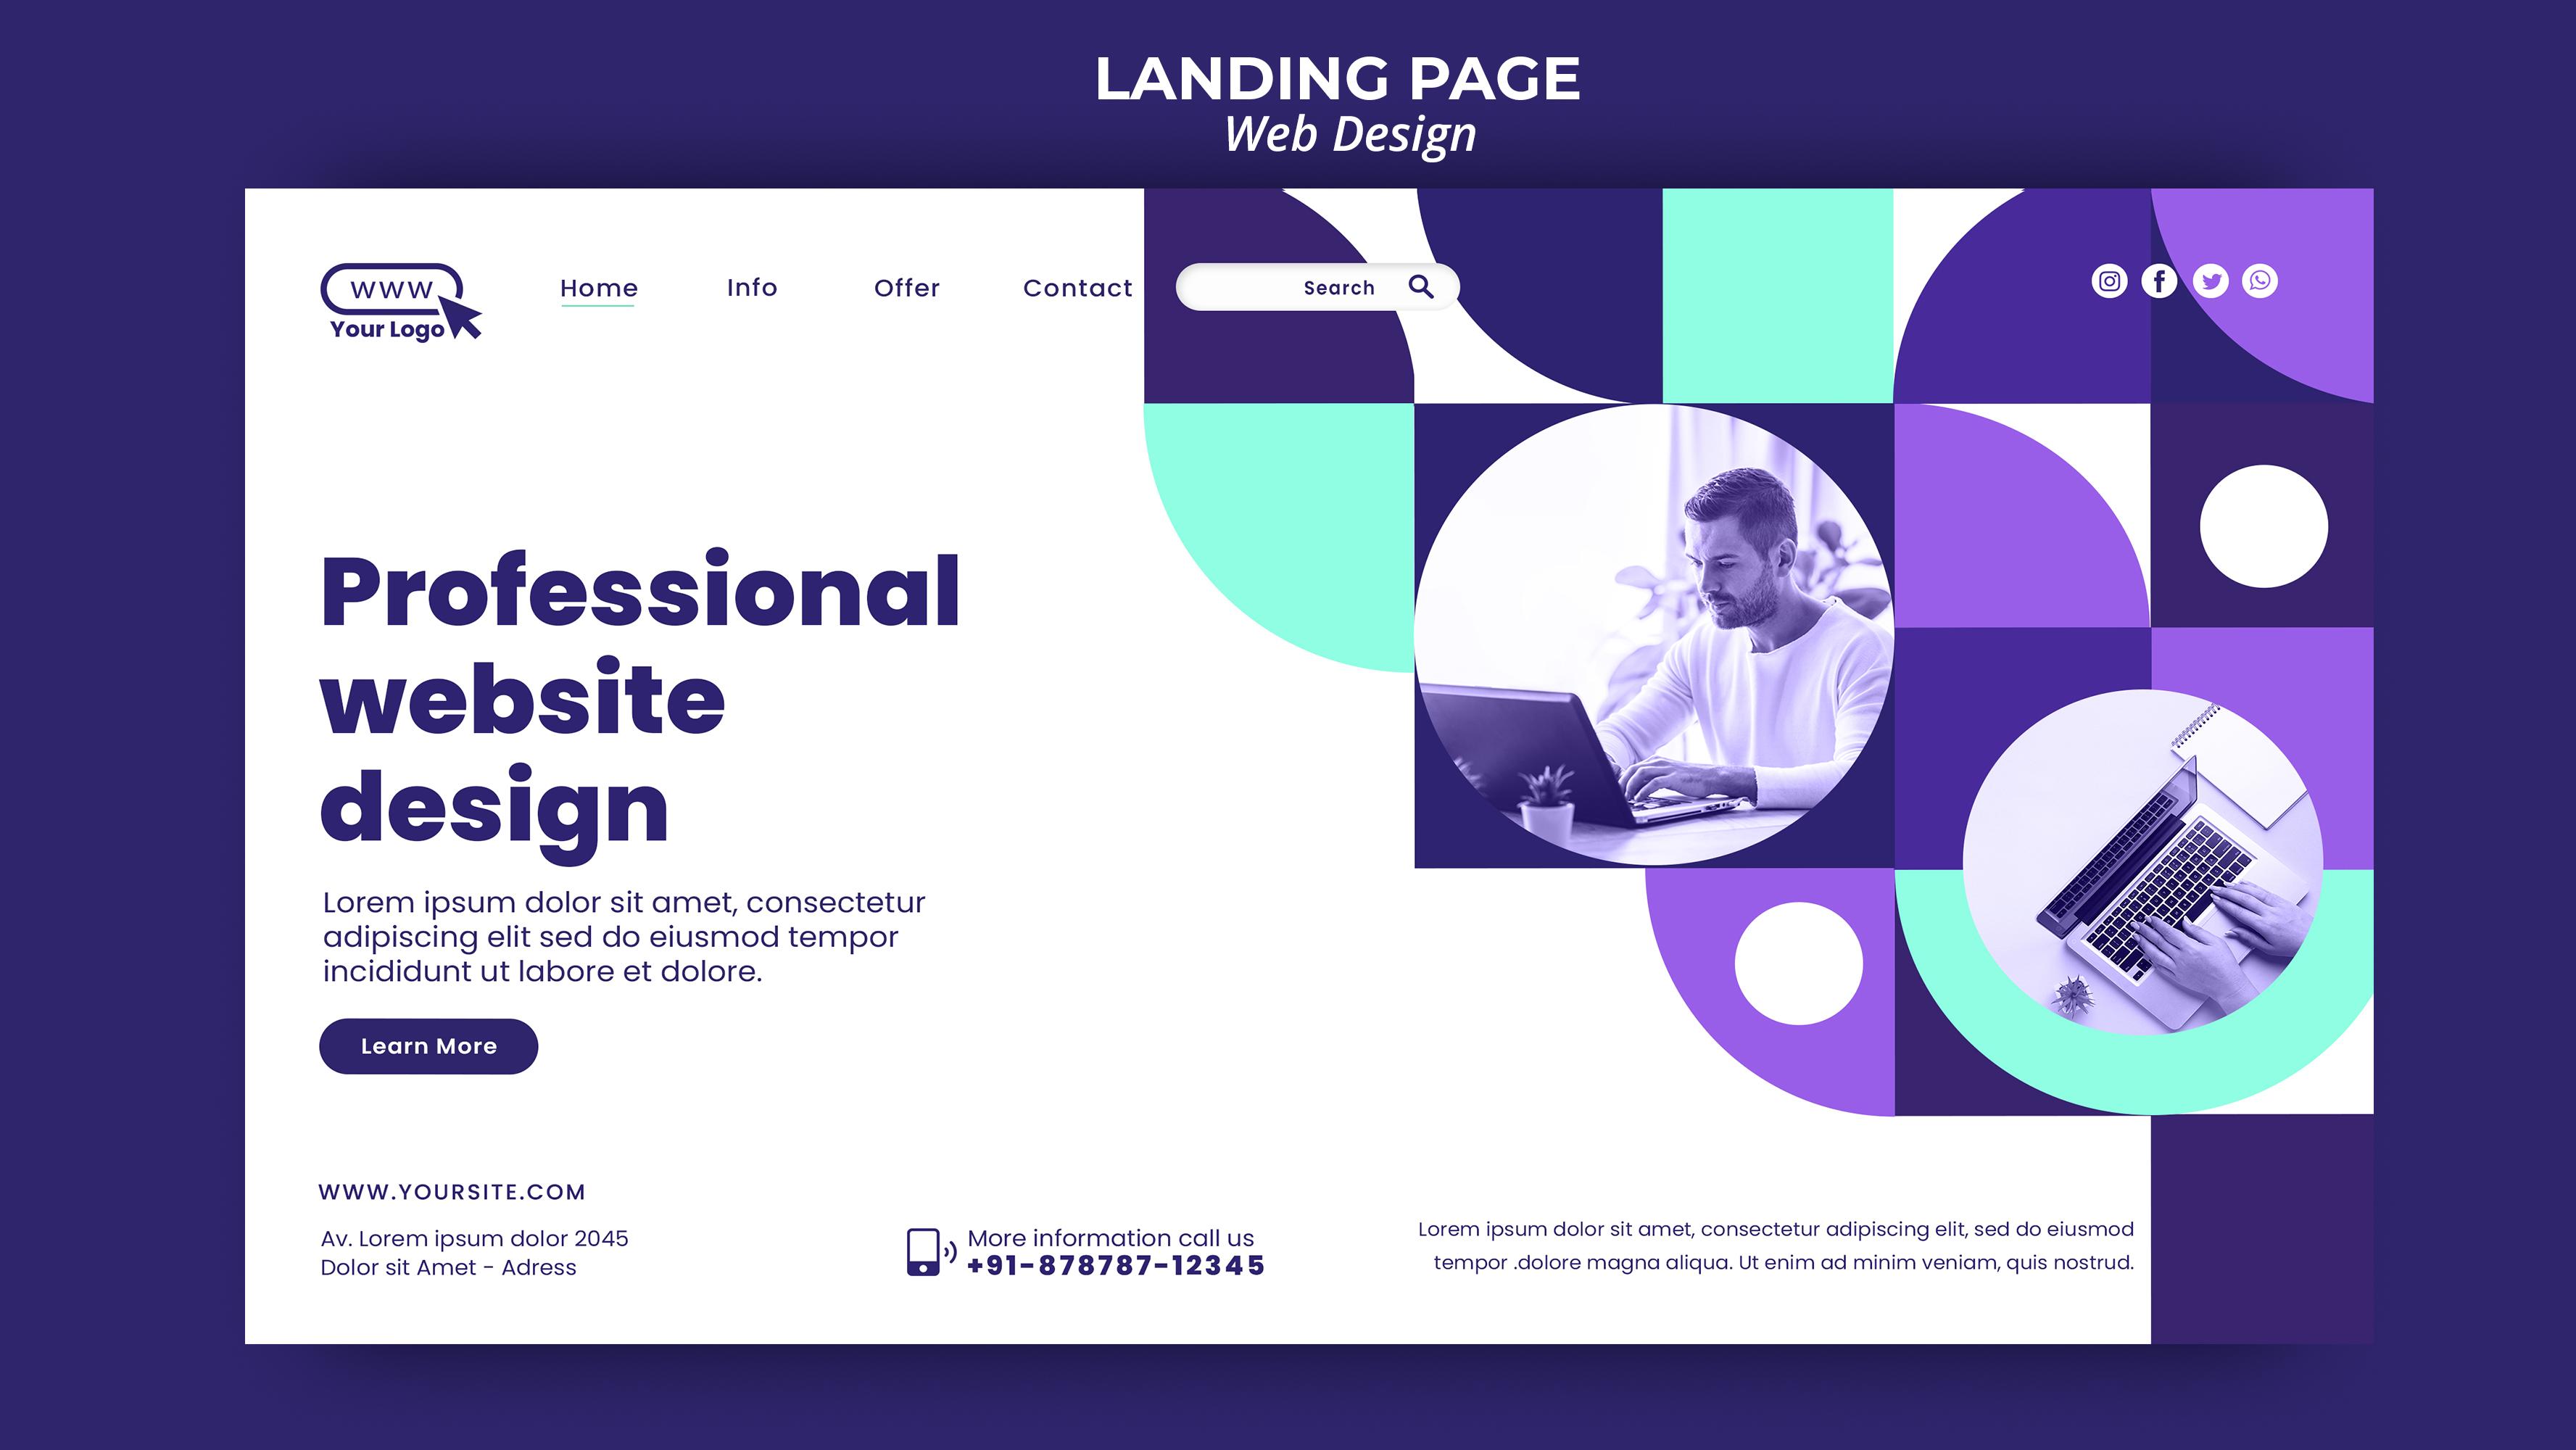 LANDING PAGE
Web Design
WWW
Your Logo
Home
Info
Offer
Contact
Search
Professional
website
design
Lorem ipsum dolor sit amet, consectetur
adipiscing elit sed do eiusmod tempor
incididunt ut labore et dolore.
Learn More
WWW.YOURSITE.COM
Av. Lorem ipsum dolor 2045
Dolor sit Amet - Adress
More information call us
+91-878787-12345
Lorem ipsum dolor sit amet, consectetur adipiscing elit, sed do eiusmod
tempor .dolore magna aliqua. Ut enim ad minim veniam, quis nostrud.